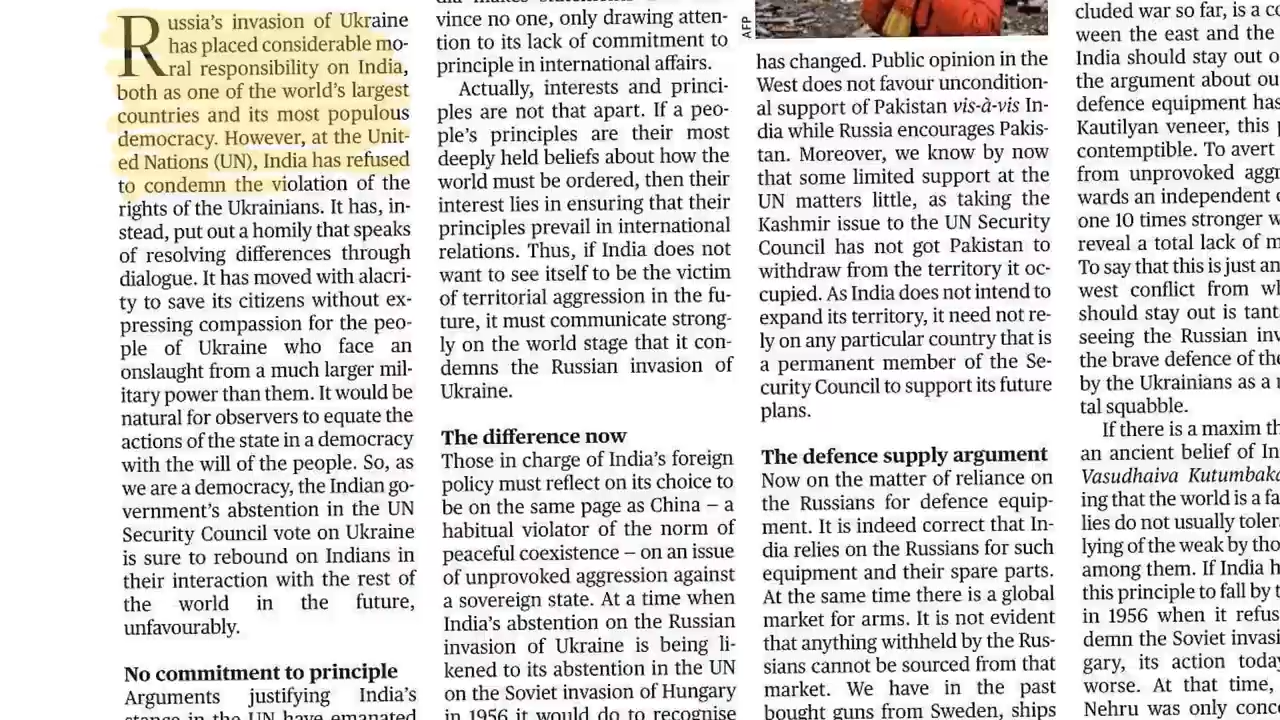 Russia's invasion of Ukraine
has placed considerable mo-
ral responsibility on India,
both as one of the world's largest
countries and its most populous
democracy. However, at the Unit-
ed Nations (UN), India has refused
to condemn the violation of the
rights of the Ukrainians. It has, in-
stead, put out a homily that speaks
of resolving differences through
dialogue. It has moved with alacri-
ty to save its citizens without ex-
pressing compassion for the peo-
ple of Ukraine who face an
onslaught from a much larger mil-
itary power than them. It would be
natural for observers to equate the
actions of the state in a democracy
with the will of the people. So, as
we are a democracy, the Indian go-
vernment's abstention in the UN
Security Council vote on Ukraine
is sure to rebound on Indians in
their interaction with the rest of
the world in the future,
unfavourably.
No commitment to principle
Arguments justifying India's
stance in the UN have emanated
vince no one, only drawing atten-
tion to its lack of commitment to
principle in international affairs.
Actually, interests and princi-
ples are not that apart. If a peo-
ple's principles are their most
deeply held beliefs about how the
world must be ordered, then their
interest lies in ensuring that their
principles prevail in international
relations. Thus, if India does not
want to see itself to be the victim
of territorial aggression in the fu-
ture, it must communicate strong-
ly on the world stage that it con-
demns the Russian invasion of
Ukraine.
The difference now
Those in charge of India's foreign
policy must reflect on its choice to
be on the same page as China – a
habitual violator of the norm of
peaceful coexistence – on an issue
of unprovoked aggression against
a sovereign state. At a time when
India's abstention on the Russian
invasion of Ukraine is being li-
kened to its abstention in the UN
on the Soviet invasion of Hungary
in 1956 it would do to recognise
AFP
has changed. Public opinion in the
West does not favour uncondition-
al support of Pakistan vis-à-vis In-
dia while Russia encourages Pakis-
tan. Moreover, we know by now
that some limited support at the
UN matters little, as taking the
Kashmir issue to the UN Security
Council has not got Pakistan to
withdraw from the territory it oc-
cupied. As India does not intend to
expand its territory, it need not re-
ly on any particular country that is
a permanent member of the Se-
curity Council to support its future
plans.
The defence supply argument
Now on the matter of reliance on
the Russians for defence equip-
ment. It is indeed correct that In-
dia relies on the Russians for such
equipment and their spare parts.
At the same time there is a global
market for arms. It is not evident
that anything withheld by the Rus-
sians cannot be sourced from that
market. We have in the past
bought guns from Sweden, ships
cluded war so far, is a
ween the east and the
India should stay out
the argument about
defence equipment has
Kautilyan veneer, this
contemptible. To avert
from unprovoked
wards an independent
one 10 times stronger
reveal a total lack of
To say that this is just
west conflict from
should stay out is
seeing the Russian
the brave defence of
by the Ukrainians as a
tal squabble.
If there is a maxim
an ancient belief of
Vasudhaiva
ing that the world is a
lies do not usually
lying of the weak by
among them. If India
this principle to fall by
in 1956 when it
demn the Soviet
gary, its action
worse. At that time,
Nehru was only